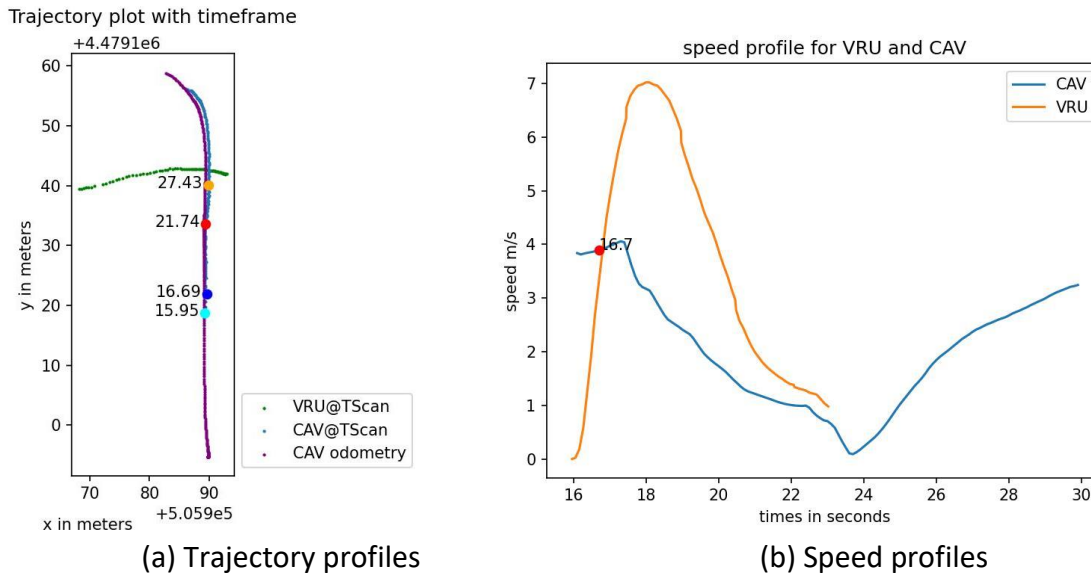 Trajectory plot with timeframe
+4.4791e6
60
50
40
30
20
10
0
y in meters
27.43
21.74
16.69
15.95
70
80
90
+5.059e5
x in meters
VRU@TScan
CAV@TScan
CAV odometry
(a) Trajectory profiles
speed profile for VRU and CAV
7
6
5
4
3
2
1
0
speed m/s
16.7
CAV
VRU
16
18
20
22
24
26
28
30
times in seconds
(b) Speed profiles